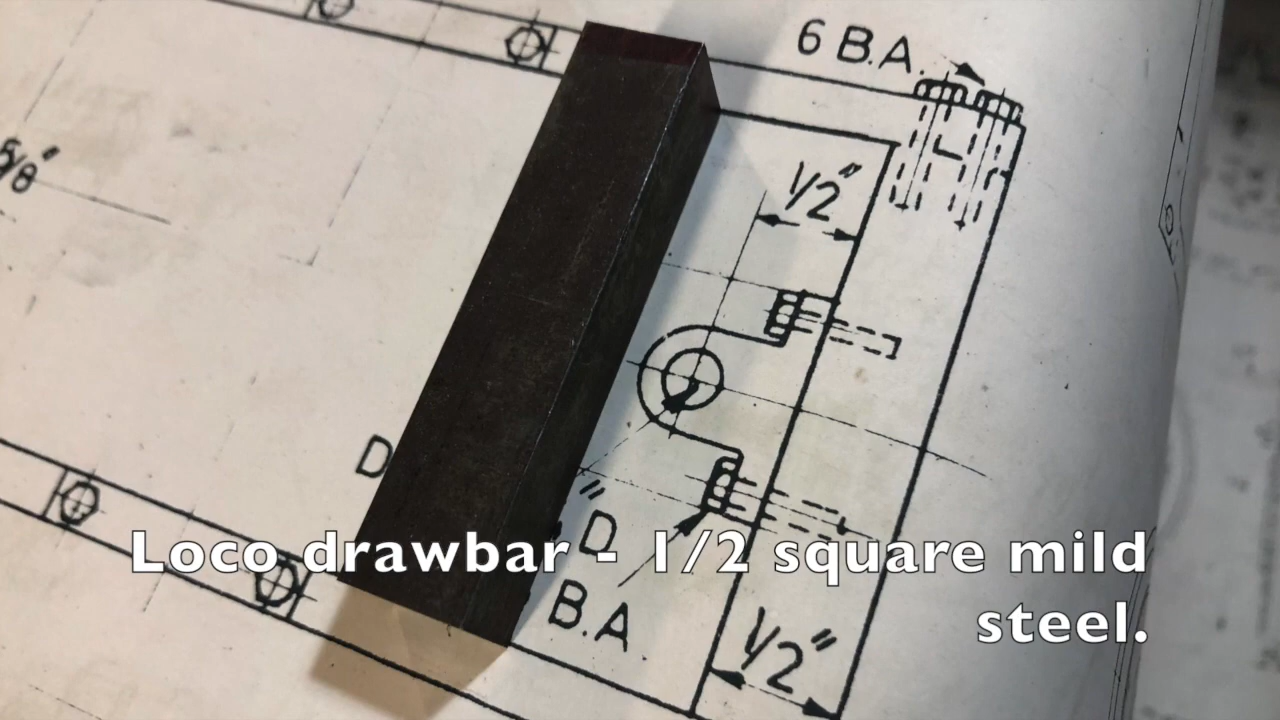 6 B.A.
5/8"
1/2"
D
"D
B.A
1/2"
Loco drawbar - 1/2 square mild
steel.